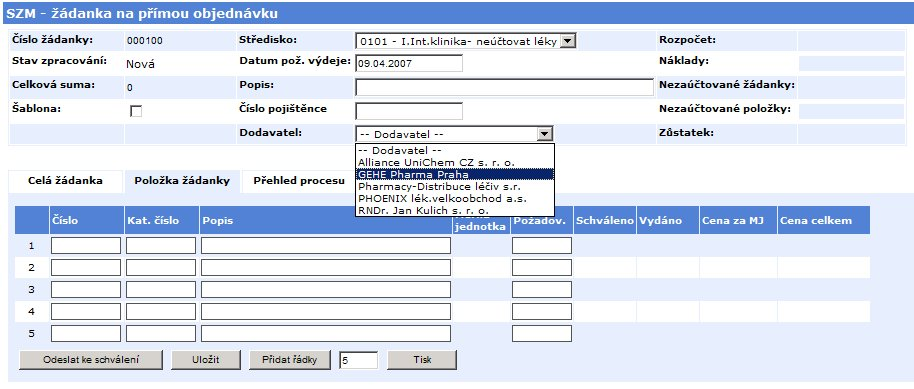 SZM - žádanka na přímou objednávku
Číslo žádanky: 000100 Středisko: 0101 - I.Int.klinika- neúčtovat léky Rozpočet:
Stav zpracování: Nová Datum pož. výdeje: 09.04.2007 Náklady:
Celková suma: 0 Popis: Nezaúčtované žádanky:
Šablona: Číslo pojištěnce Nezaúčtované položky:
Dodavatel: -- Dodavatel -- Zůstatek:
-- Dodavatel --
Alliance UniChem CZ s. r. o.
GEHE Pharma Praha
Pharmacy-Distribuce léčiv s.r.
PHOENIX lék.velkoobchod a.s.
RNDr. Jan Kulich s. r. o.
Celá žádanka Položka žádanky Přehled procesu
Číslo Kat. číslo Popis jednotka Požadov. Schváleno Vydáno Cena za MJ Cena celkem
1
2
3
4
5
Odeslat ke schválení Uložit Přidat řádky 5 Tisk